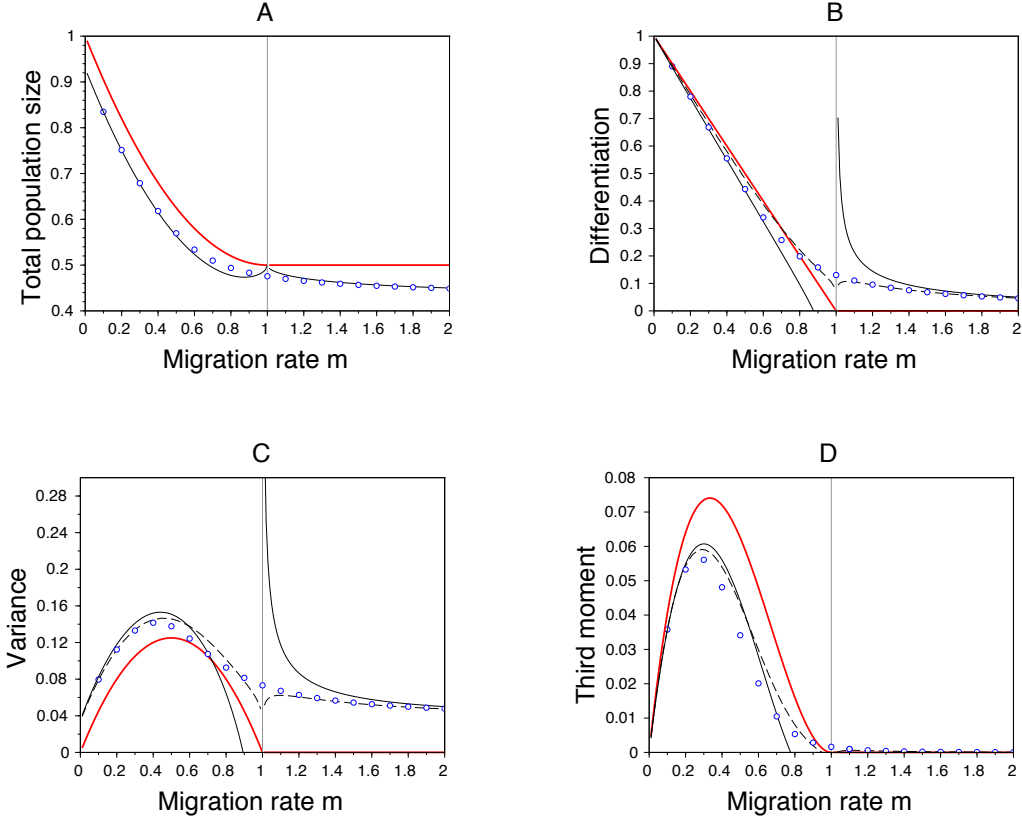 A
Total population size
1
0.9
0.8
0.7
0.6
0.5
0.4
0 0.2 0.4 0.6 0.8 1 1.2 1.4 1.6 1.8 2
Migration rate m
B
Differentiation
1
0.9
0.8
0.7
0.6
0.5
0.4
0.3
0.2
0.1
0
0 0.2 0.4 0.6 0.8 1 1.2 1.4 1.6 1.8 2
Migration rate m
C
Variance
0.28
0.24
0.2
0.16
0.12
0.08
0.04
0
0 0.2 0.4 0.6 0.8 1 1.2 1.4 1.6 1.8 2
Migration rate m
D
Third moment
0.08
0.07
0.06
0.05
0.04
0.03
0.02
0.01
0
0 0.2 0.4 0.6 0.8 1 1.2 1.4 1.6 1.8 2
Migration rate m